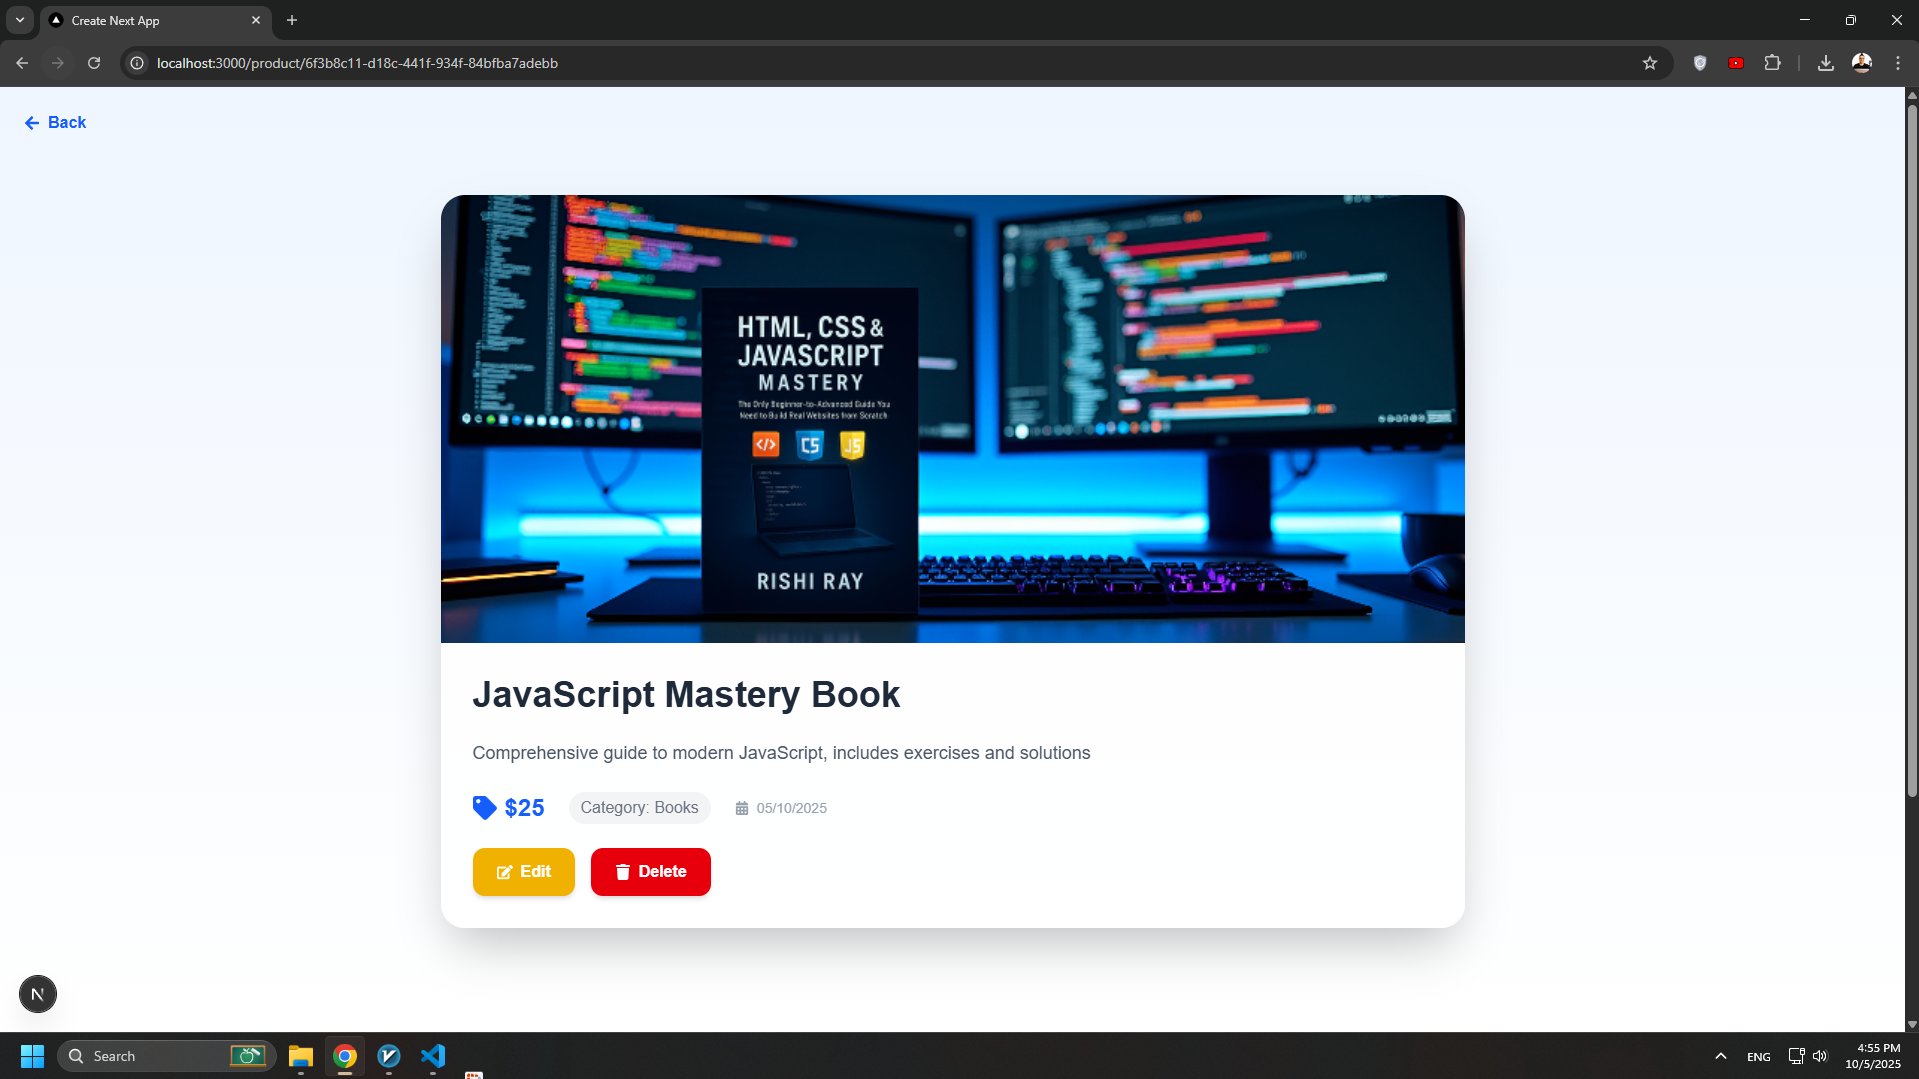 Create Next App
localhost:3000/product/6f3b8c11-d18c-441f-934f-84bfba7adebb
Back
HTML, CSS &
JAVASCRIPT
MASTERY
The Only Beginner-to-Advanced Guide You
Need to Build Real Websites from Scratch
JS
RISHI RAY
JavaScript Mastery Book
Comprehensive guide to modern JavaScript, includes exercises and solutions
$25 Category: Books 05/10/2025
Edit Delete
N
Search
ENG
4:55 PM
10/5/2025